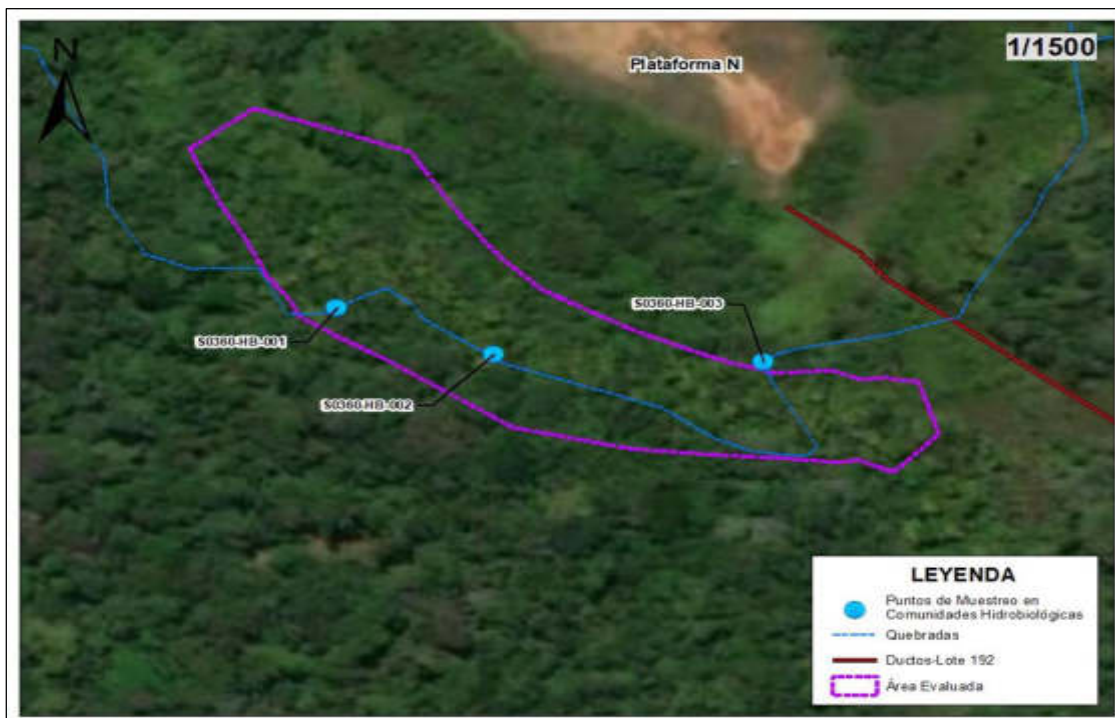 N
Plataforma N
1/1500
S0360-HB-003
S0360-HB-001
S0360-HB-002
LEYENDA
Puntos de Muestreo en
Comunidades Hidrobiológicas
Quebradas
Ductos-Lote 192
Área Evaluada